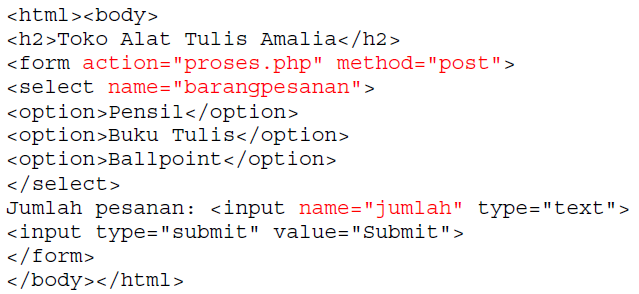 <html><body>
<h2>Toko Alat Tulis Amalia</h2>
<form action="proses.php" method="post">
<select name="barangpesanan">
<option>Pensil</option>
<option>Buku Tulis</option>
<option>Ballpoint</option>
</select>
Jumlah pesanan: <input name="jumlah" type="text">
<input type="submit" value="Submit">
</form>
</body></html>